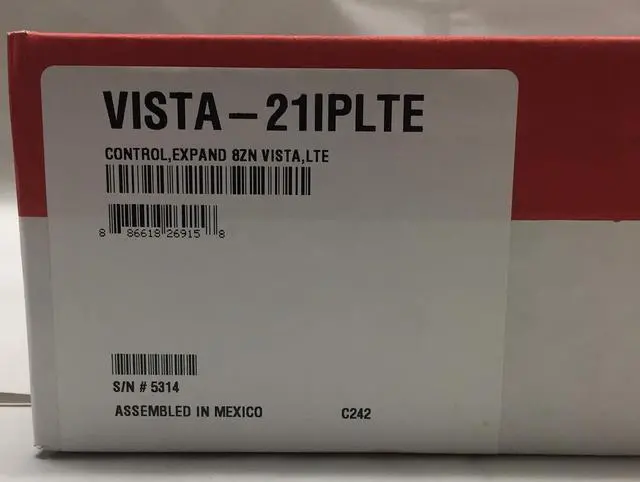 VISTA-21IPLTE
CONTROL,EXPAND 8ZN VISTA,LTE
8 86618 26915 8
S/N # 5314
ASSEMBLED IN MEXICO C242